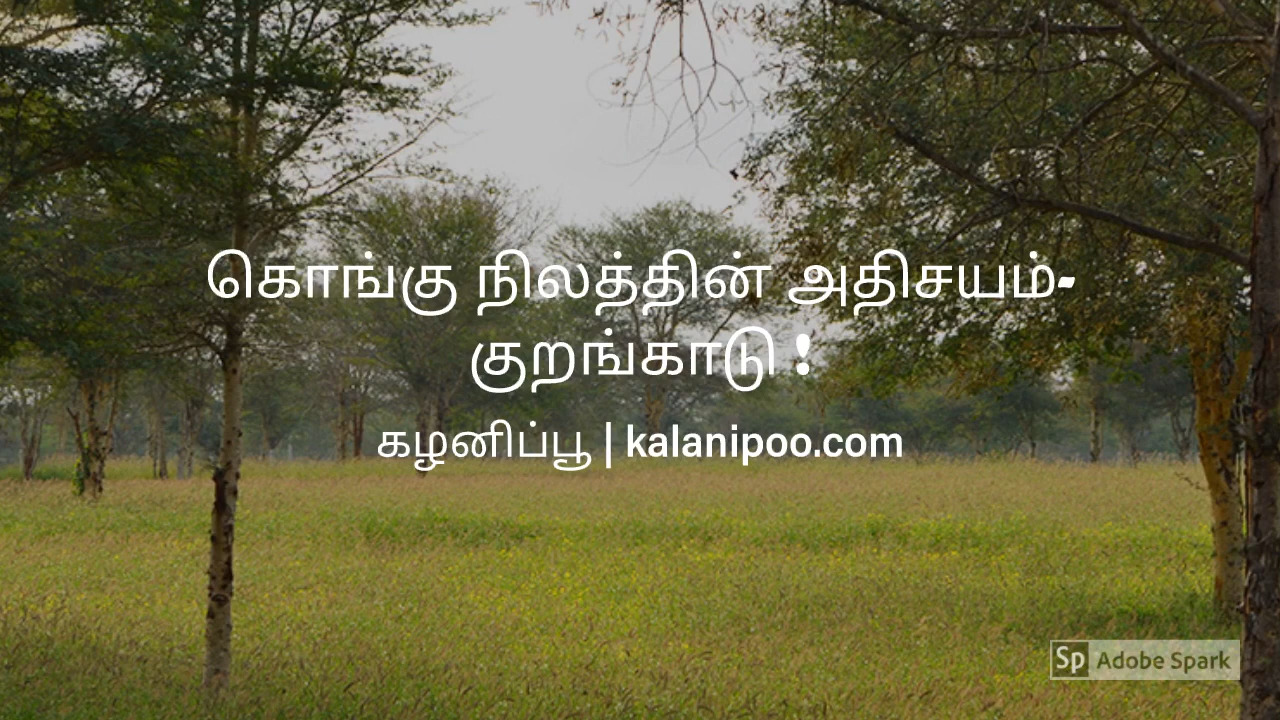 கொங்கு நிலத்தின் அதிசயம்-
குறங்காடு !
கழனிப்பூ | kalanipoo.com
Sp Adobe Spark